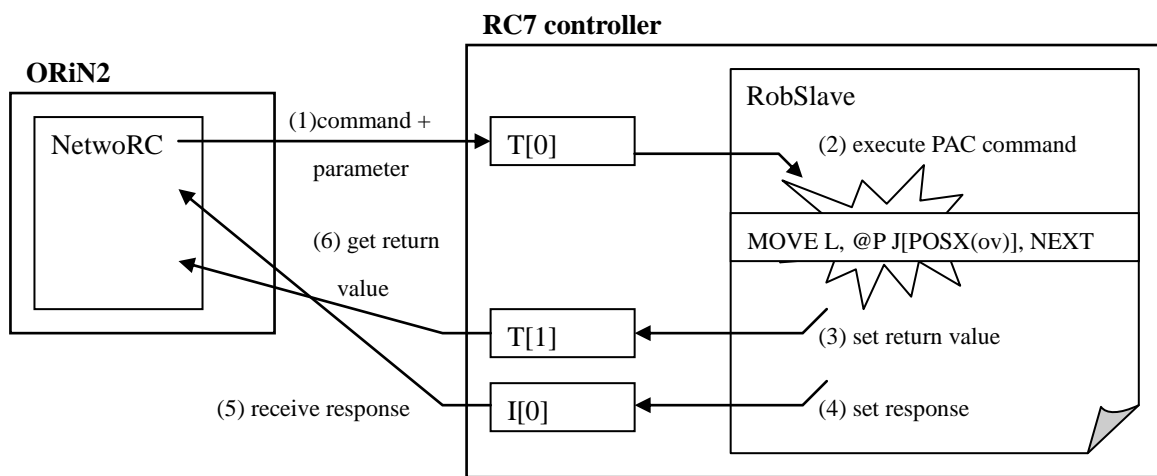 RC7 controller
ORiN2
RobSlave
NetwoRC
(1)command +
parameter
T[0]
(2) execute PAC command
MOVE L, @P J[POSX(ov)], NEXT
(6) get return
value
T[1]
(3) set return value
(5) receive response
I[0]
(4) set response